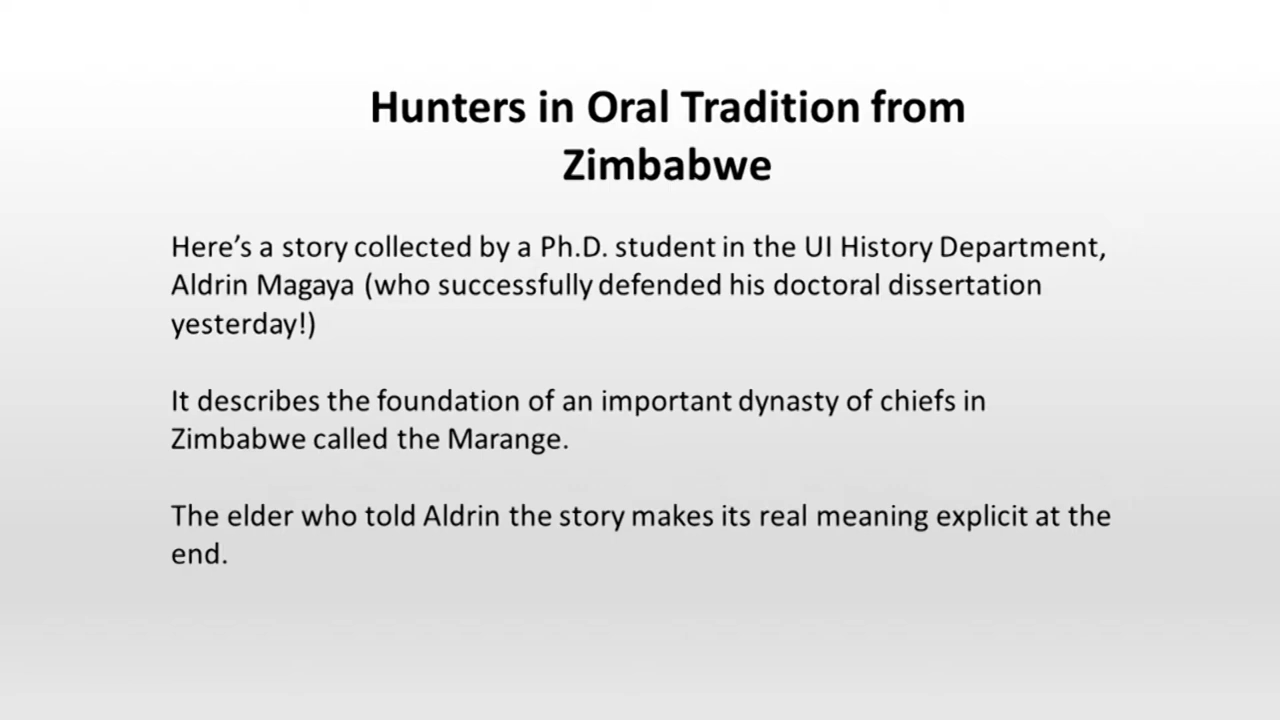 Hunters in Oral Tradition from
Zimbabwe
Here’s a story collected by a Ph.D. student in the UI History Department,
Aldrin Magaya (who successfully defended his doctoral dissertation
yesterday!)
It describes the foundation of an important dynasty of chiefs in
Zimbabwe called the Marange.
The elder who told Aldrin the story makes its real meaning explicit at the
end.